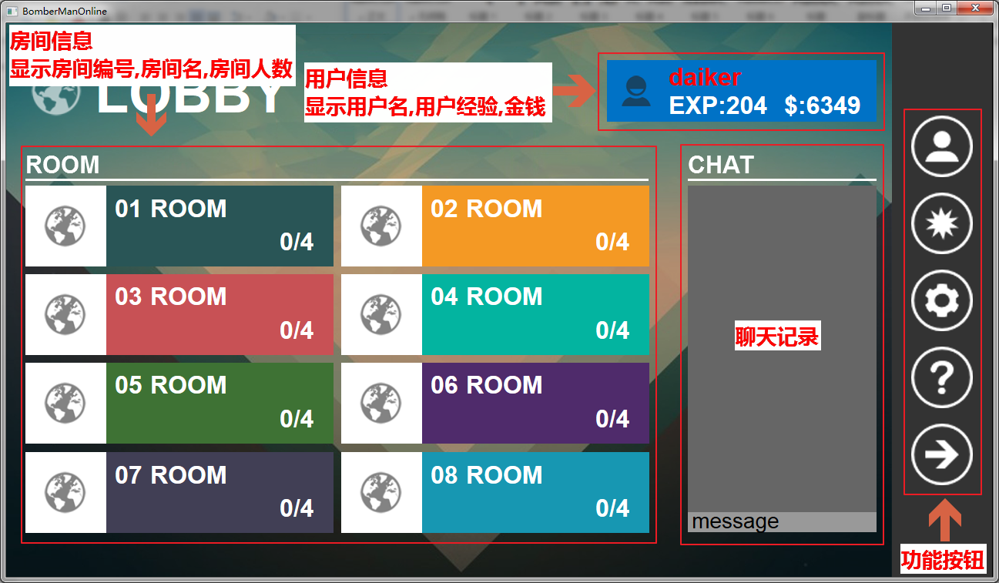 BomberManOnline
房间信息
显示房间编号,房间名,房间人数
LOBBY
用户信息
显示用户名,用户经验,金钱
daiker
EXP:204 $:6349
ROOM
01 ROOM
0/4
02 ROOM
0/4
03 ROOM
0/4
04 ROOM
0/4
05 ROOM
0/4
06 ROOM
0/4
07 ROOM
0/4
08 ROOM
0/4
CHAT
聊天记录
message
功能按钮